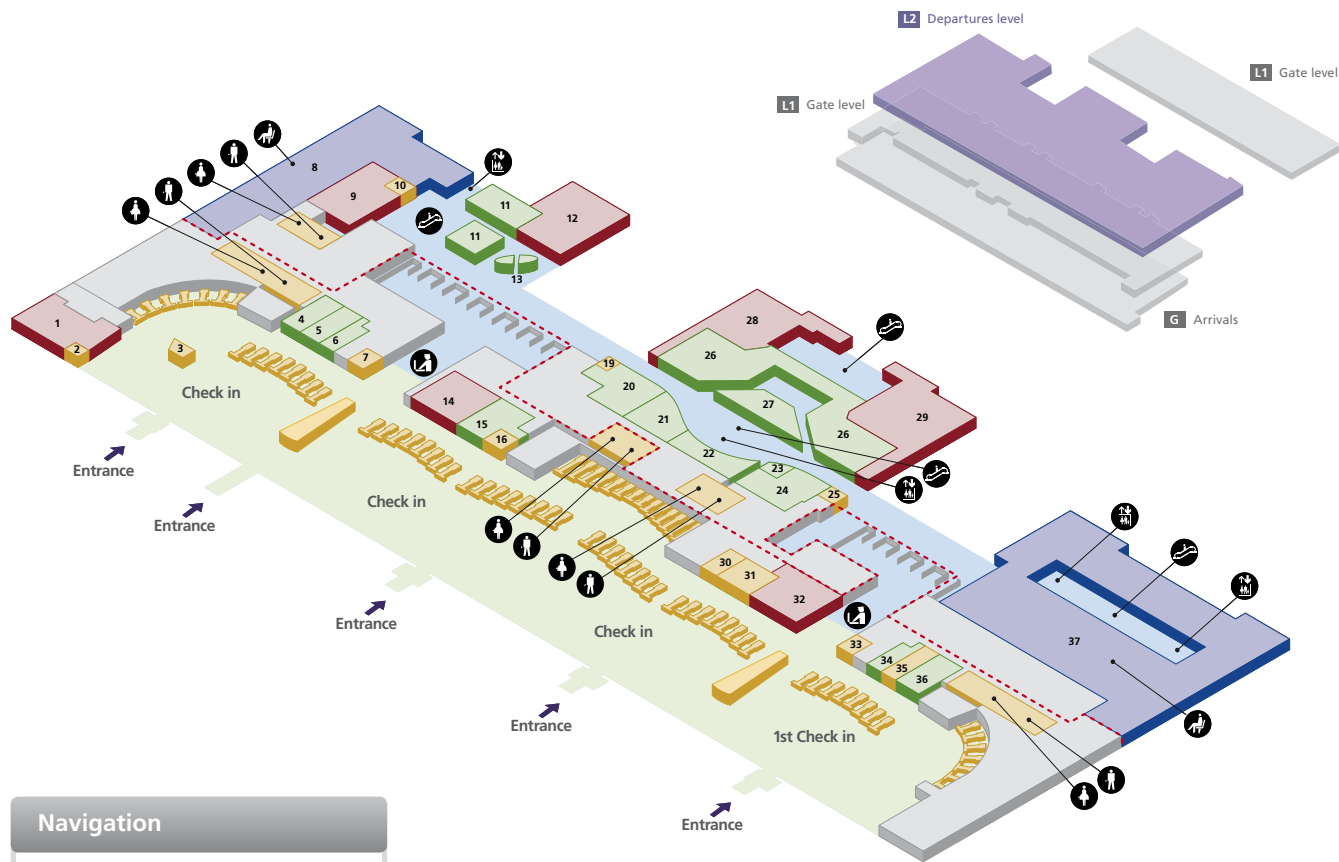 L2 Departures level
L1 Gate level
L1 Gate level
G Arrivals
8
10
9
11
12
11
13
1
2
3
4
5
6
7
28
26
19
20
27
29
14
21
26
15
16
22
23
24
25
Check in
Entrance
Check in
Entrance
30
31
32
37
Entrance
Check in
33
34
35
36
Entrance
1st Check in
Entrance
Navigation